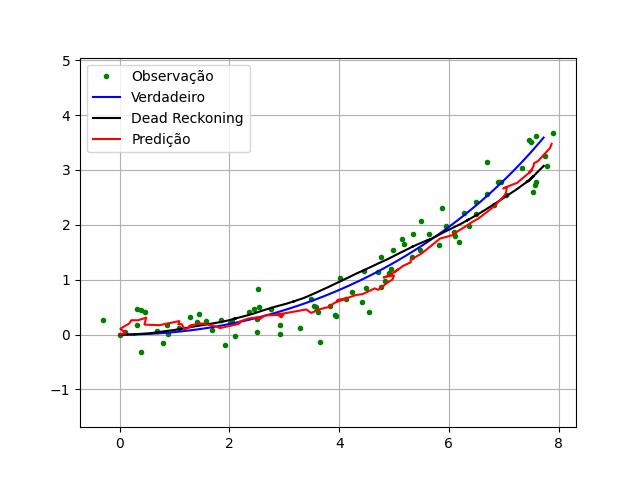 Observação
Verdadeiro
Dead Reckoning
Predição
5
4
3
2
1
0
−1
0 2 4 6 8